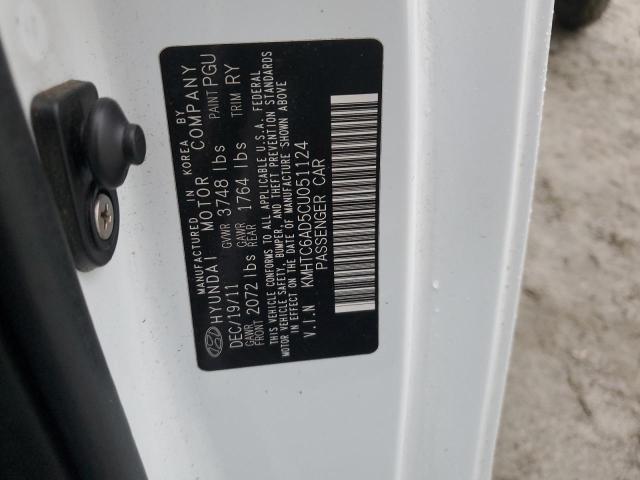 MANUFACTURED IN KOREA BY
HYUNDAI MOTOR COMPANY
DEC/19/11 GVWR 3748 lbs PAINT PGU
GAWR FRONT 2072 lbs GAWR REAR 1764 lbs TRIM RY
THIS VEHICLE CONFORMS TO ALL APPLICABLE U.S.A. FEDERAL
MOTOR VEHICLE SAFETY, BUMPER, AND THEFT PREVENTION STANDARDS
IN EFFECT ON THE DATE OF MANUFACTURE SHOWN ABOVE
V.I.N KMHTC6AD5CU051124
PASSENGER CAR